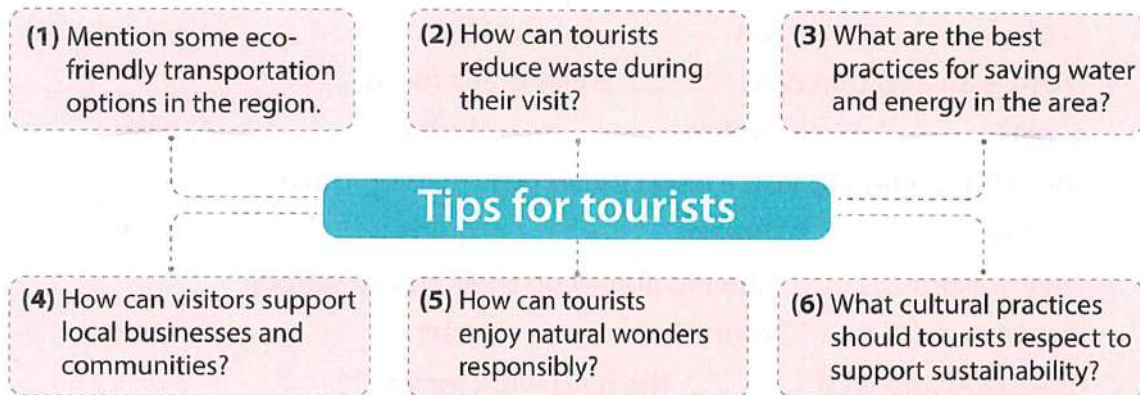 (1) Mention some eco-
friendly transportation
options in the region.
(2) How can tourists
reduce waste during
their visit?
(3) What are the best
practices for saving water
and energy in the area?
Tips for tourists
(4) How can visitors support
local businesses and
communities?
(5) How can tourists
enjoy natural wonders
responsibly?
(6) What cultural practices
should tourists respect to
support sustainability?